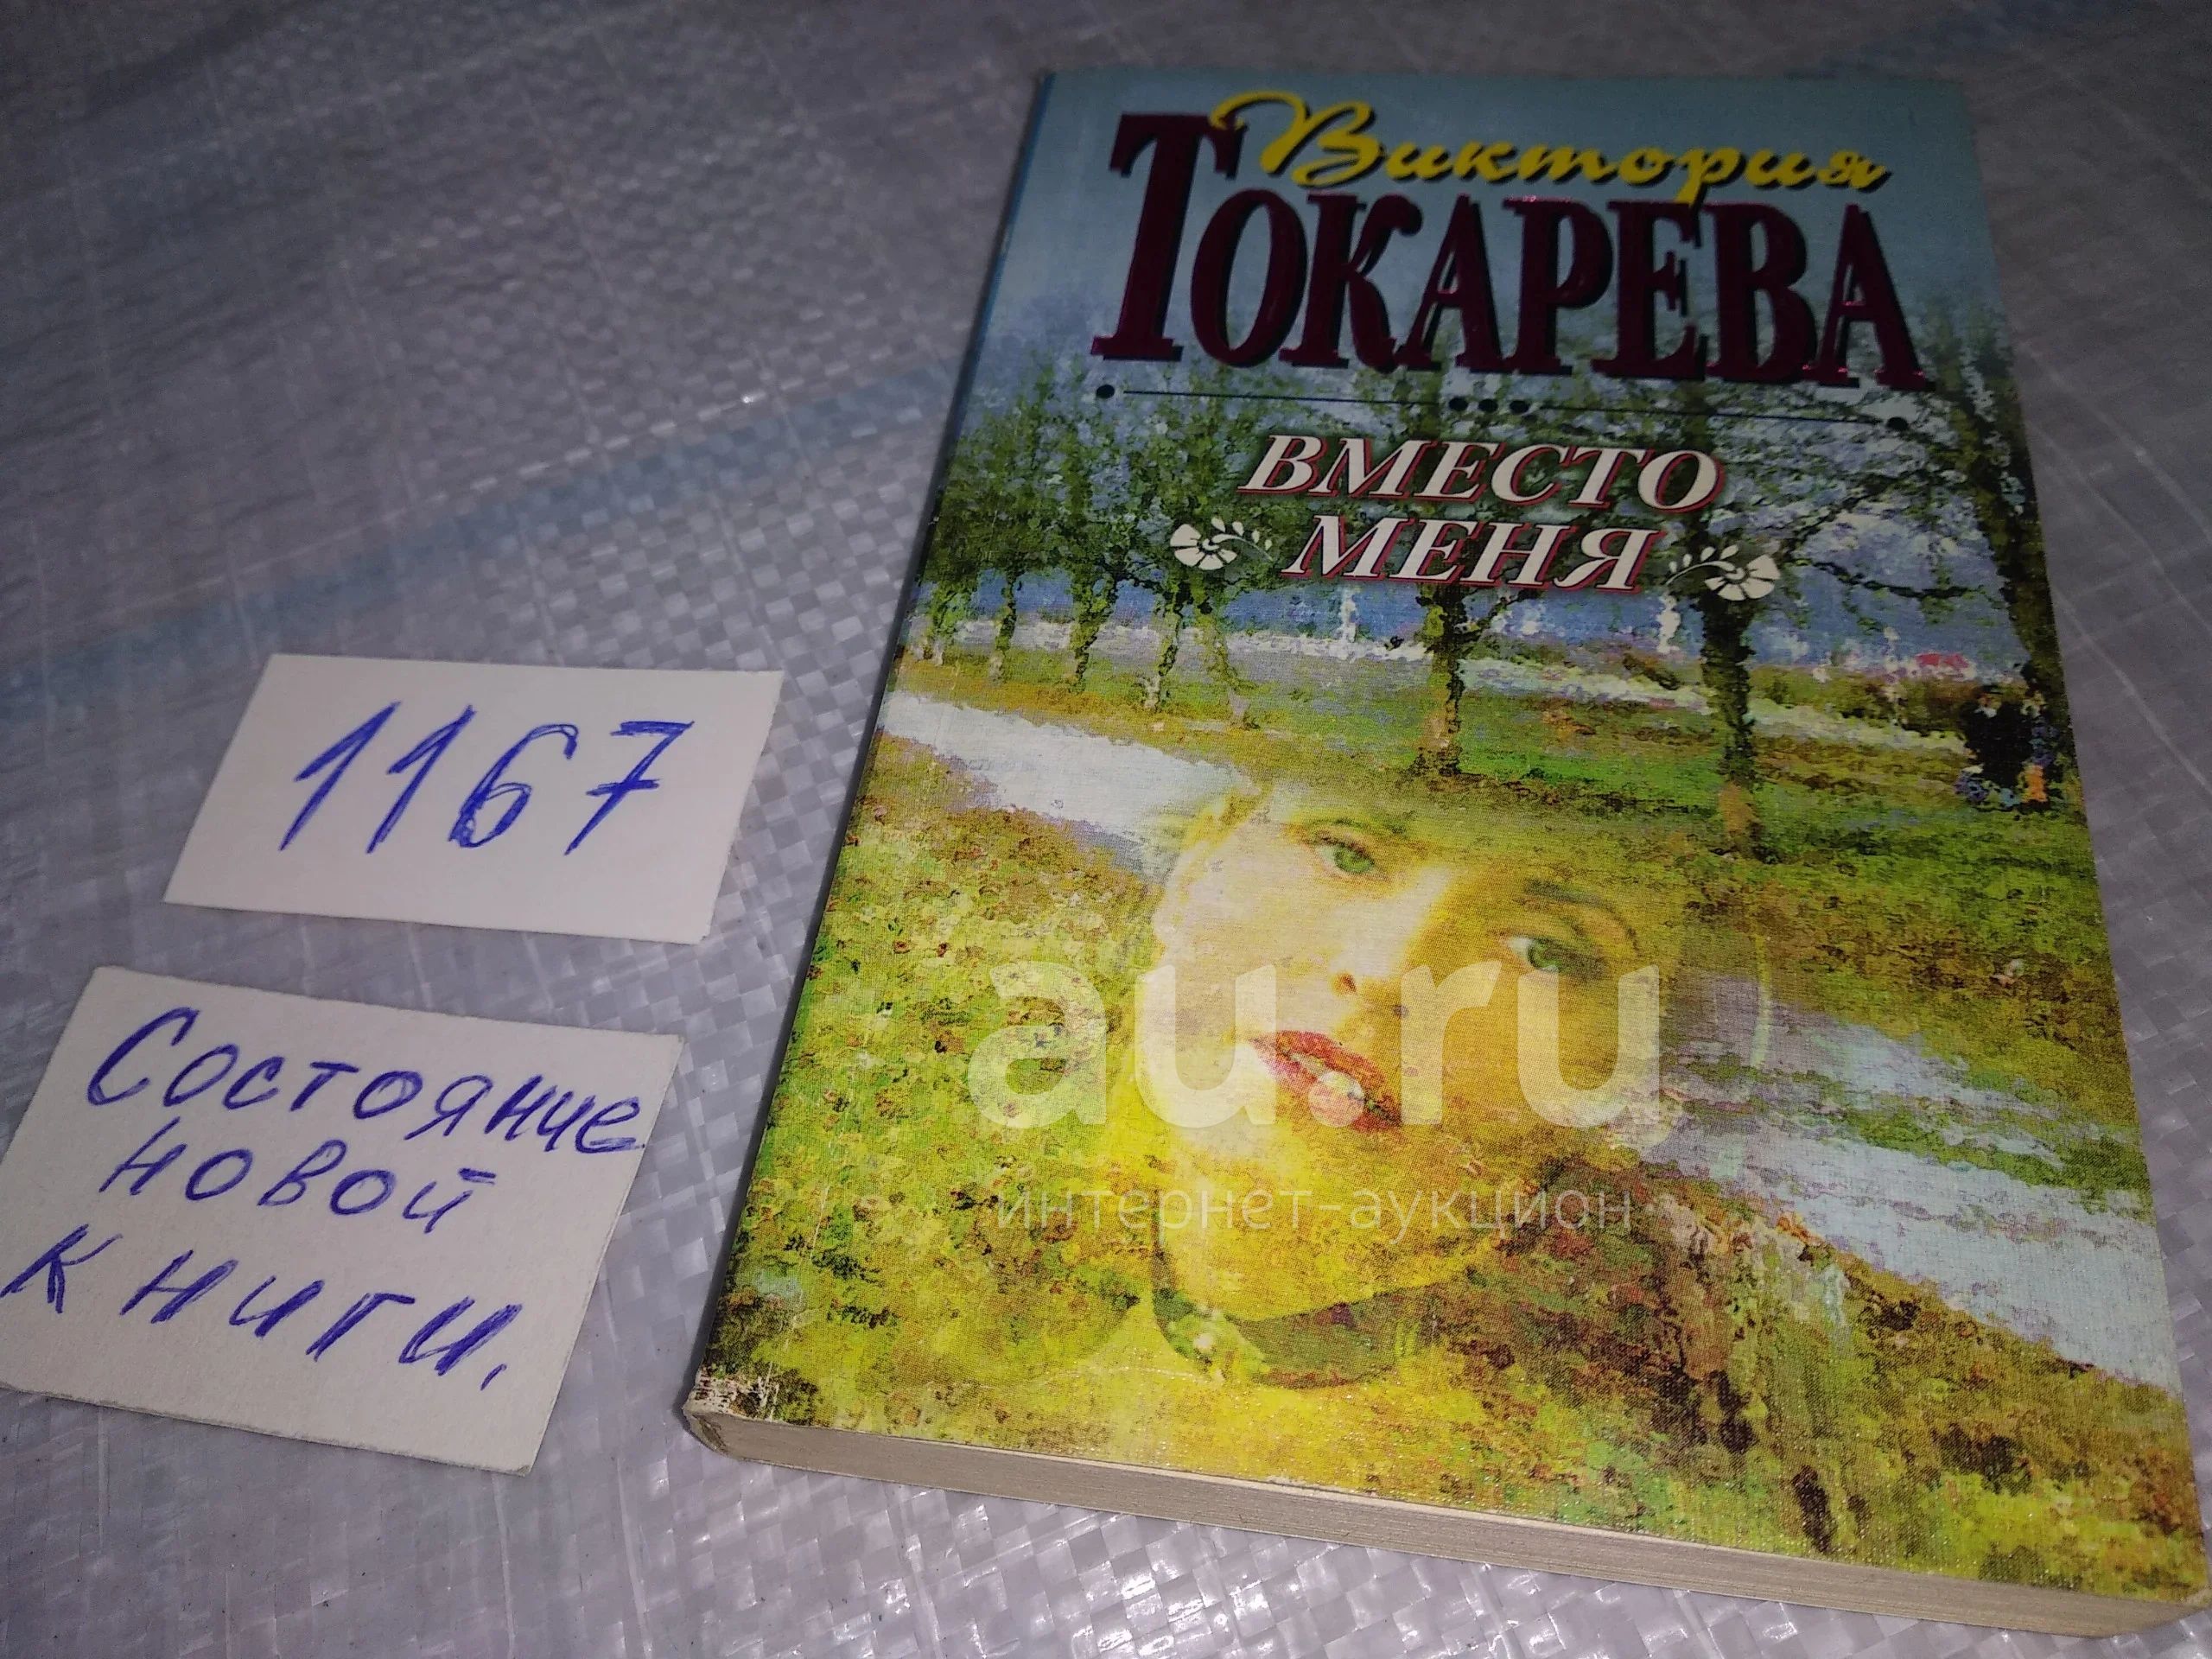 Виктория
ТОКАРЕВА
ВМЕСТО
МЕНЯ
1167
Состояние
новой
книги.
au.ru
интернет-аукцион